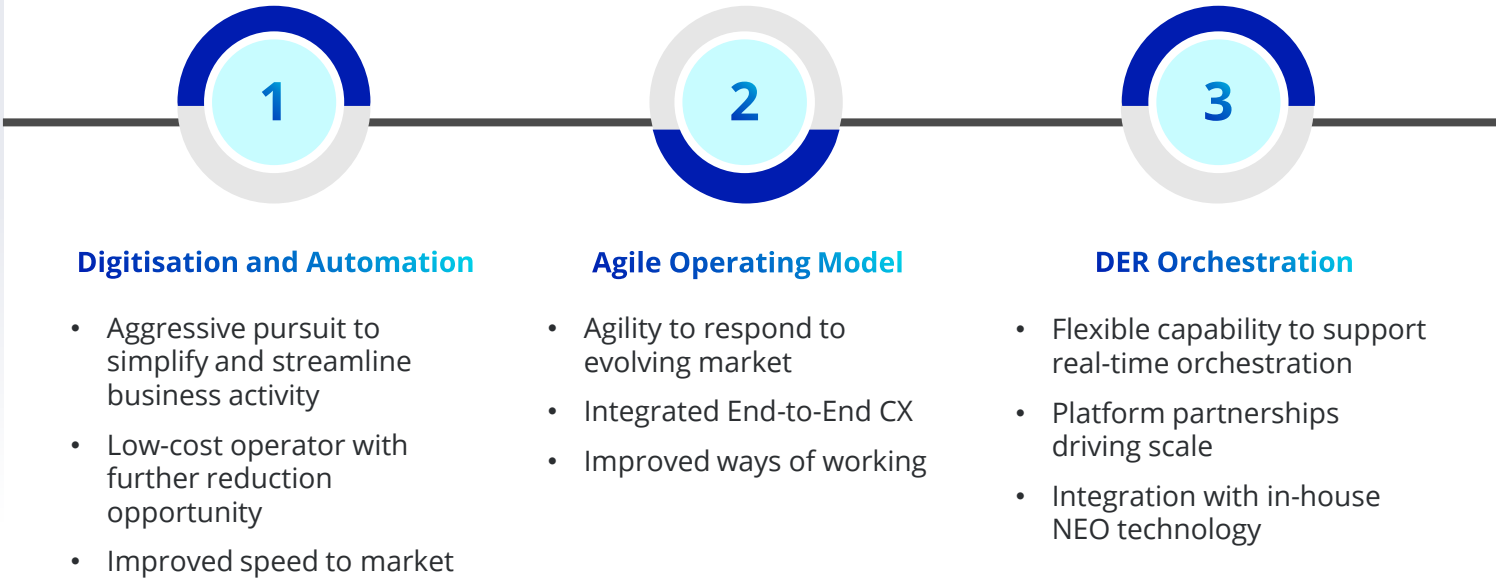 1
2
3
Digitisation and Automation
• Aggressive pursuit to
simplify and streamline
business activity
• Low-cost operator with
further reduction
opportunity
• Improved speed to market
Agile Operating Model
• Agility to respond to
evolving market
• Integrated End-to-End CX
• Improved ways of working
DER Orchestration
• Flexible capability to support
real-time orchestration
• Platform partnerships
driving scale
• Integration with in-house
NEO technology